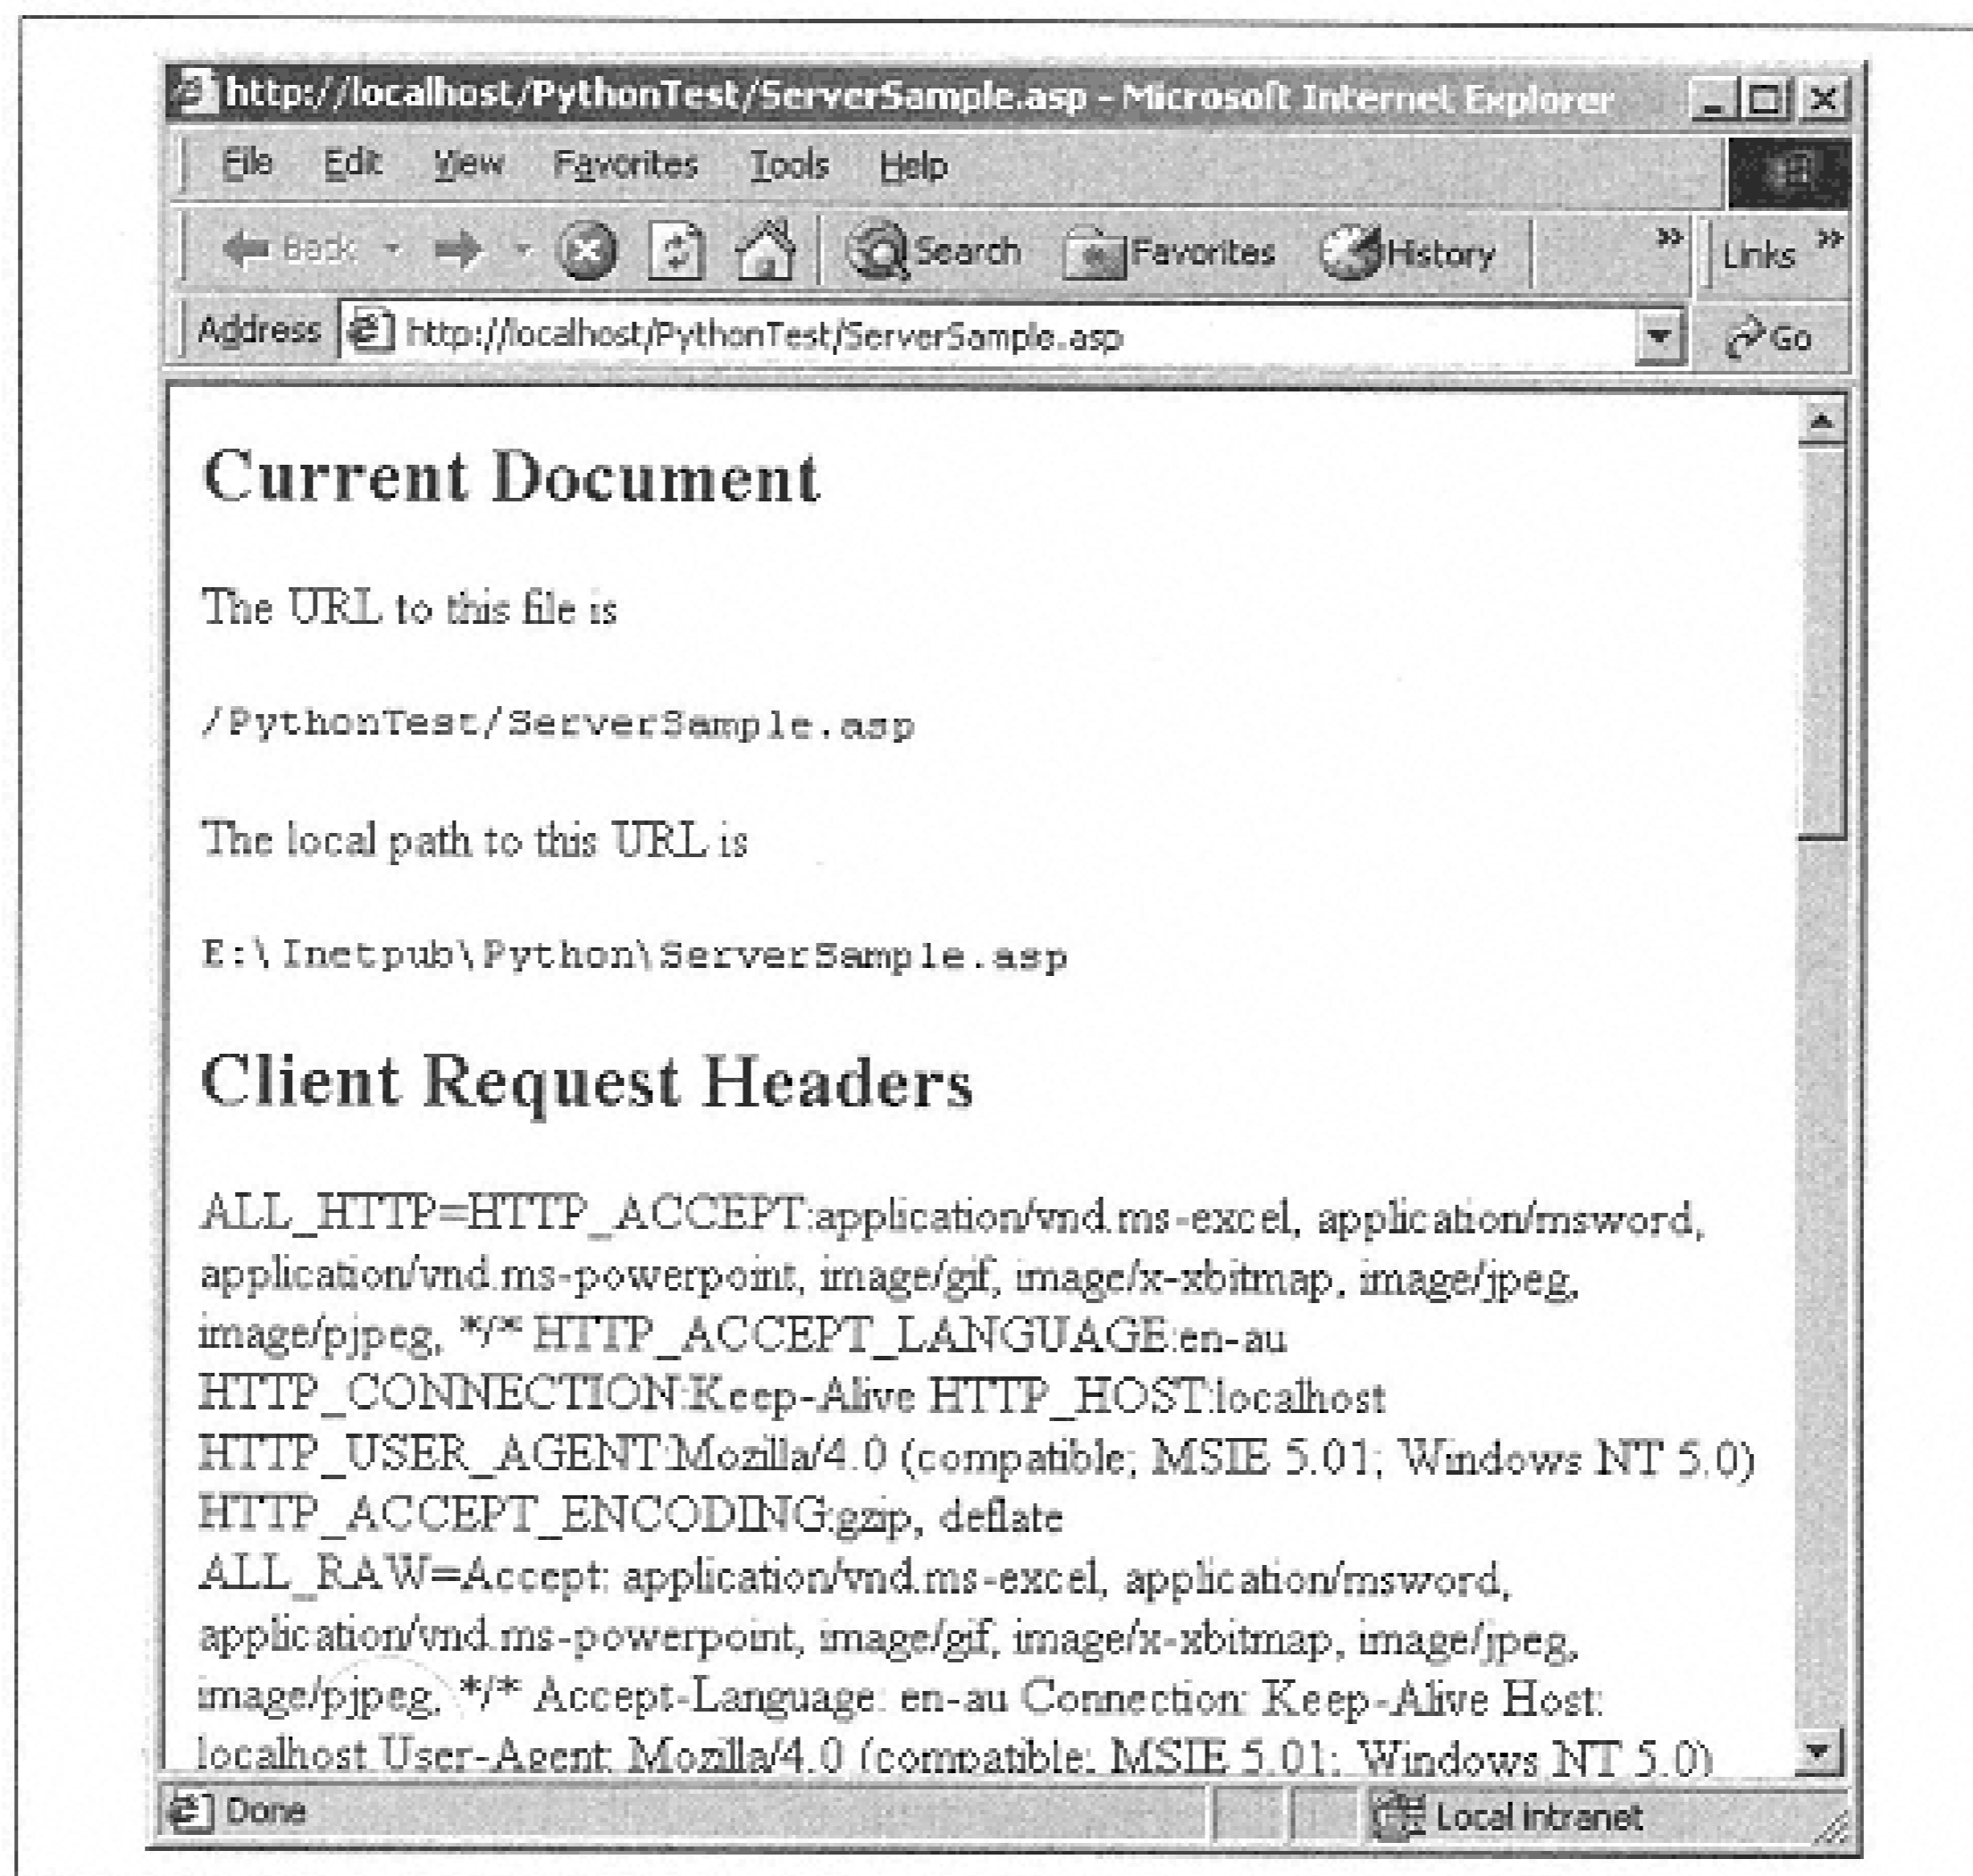 http://localhost/PythonTest/ServerSample.asp - Microsoft Internet Explorer
File Edit View Favorites Tools Help
Back Search Favorites History » Links »
Address http://localhost/PythonTest/ServerSample.asp Go
Current Document
The URL to this file is
/PythonTest/ServerSample.asp
The local path to this URL is
E:\Inetpub\Python\ServerSample.asp
Client Request Headers
ALL_HTTP=HTTP_ACCEPT:application/vnd.ms-excel, application/msword,
application/vnd.ms-powerpoint, image/gif, image/x-xbitmap, image/jpeg,
image/pjpeg, */* HTTP_ACCEPT_LANGUAGE:en-au
HTTP_CONNECTION:Keep-Alive HTTP_HOST:localhost
HTTP_USER_AGENT:Mozilla/4.0 (compatible; MSIE 5.01; Windows NT 5.0)
HTTP_ACCEPT_ENCODING:gzip, deflate
ALL_RAW=Accept: application/vnd.ms-excel, application/msword,
application/vnd.ms-powerpoint, image/gif, image/x-xbitmap, image/jpeg,
image/pjpeg, */* Accept-Language: en-au Connection: Keep-Alive Host:
localhost User-Agent: Mozilla/4.0 (compatible; MSIE 5.01; Windows NT 5.0)
Done Local intranet